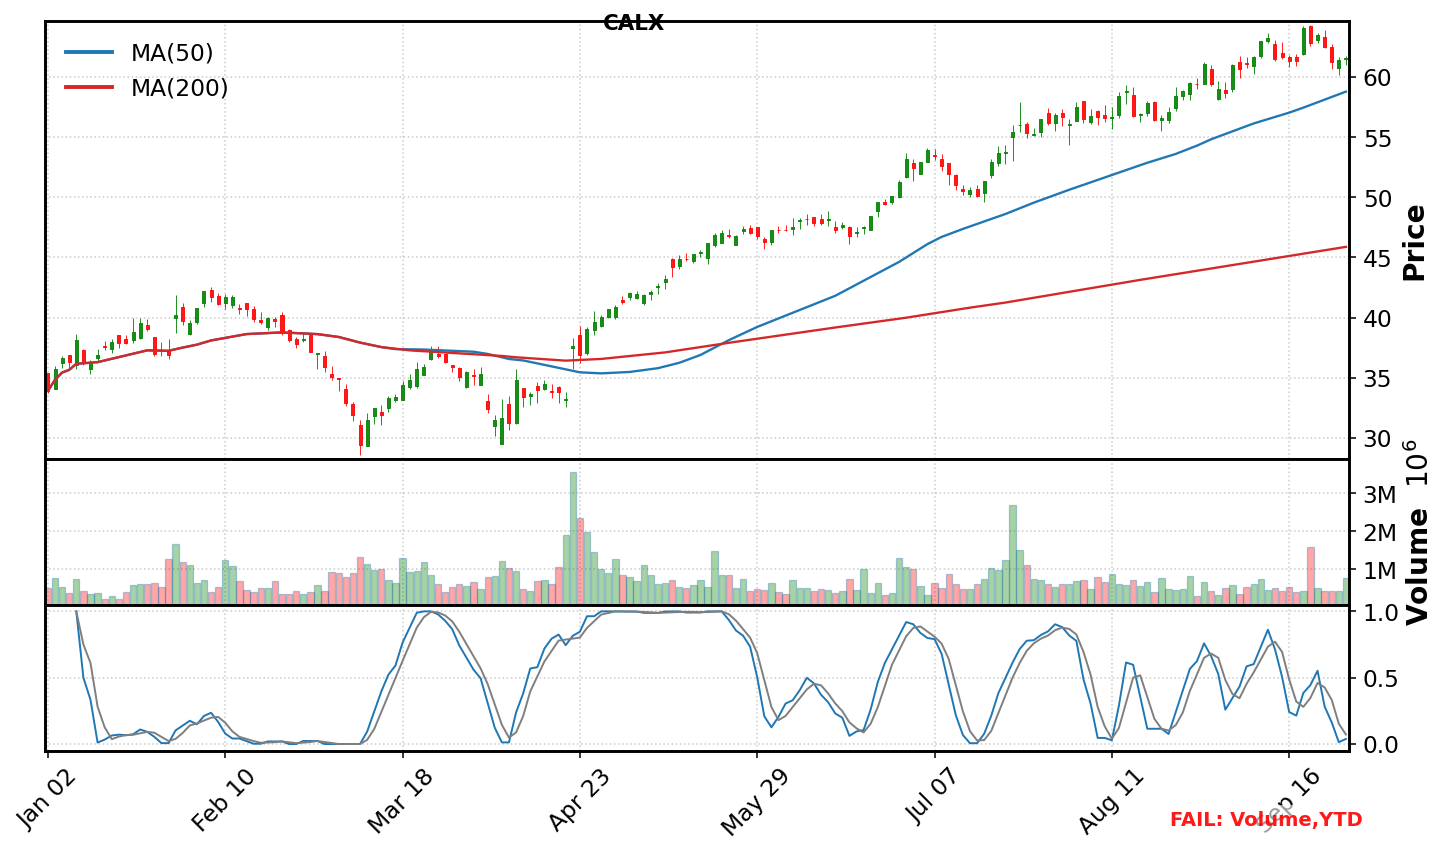 CALX
MA(50)
MA(200)
60
55
50
45
40
35
30
Price
3M
2M
1M
Volume 10⁶
1.0
0.5
0.0
Jan 02
Feb 10
Mar 18
Apr 23
May 29
Jul 07
Aug 11
Sep 16
FAIL: Volume,YTD